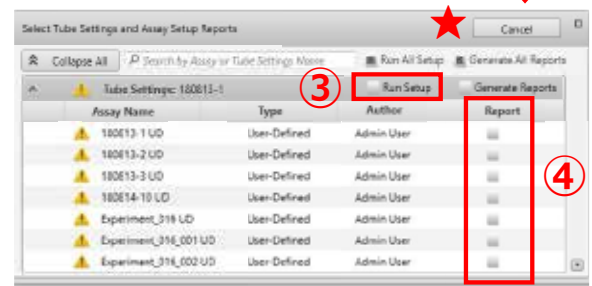 Select Tube Settings and Assay Setup Reports
Cancel
Collapse All Search by Assay or Tube Settings Name Run All Setup Generate All Reports
Tube Settings: 180813-1 ③ Run Setup Generate Reports
Assay Name Type Author Report
180813-1 UD User-Defined Admin User
180813-2 UD User-Defined Admin User
180813-3 UD User-Defined Admin User
④
180814-10 UD User-Defined Admin User
Experiment_016 UD User-Defined Admin User
Experiment_016_001 UD User-Defined Admin User
Experiment_016_002 UD User-Defined Admin User